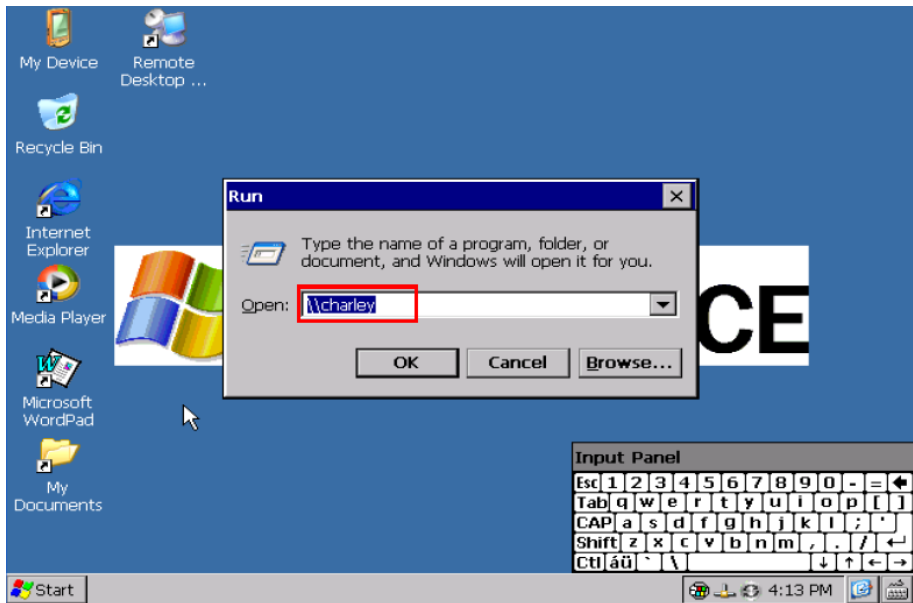 My Device
Remote
Desktop ...
Recycle Bin
Internet
Explorer
Media Player
Microsoft
WordPad
My
Documents
Run
Type the name of a program, folder, or
document, and Windows will open it for you.
Open: \\charley
OK Cancel Browse...
CE
Input Panel
Esc 1 2 3 4 5 6 7 8 9 0 - =
Tab q w e r t y u i o p [ ]
CAP a s d f g h j k l ; '
Shift z x c v b n m , . /
Ctl áü ` \
Start
4:13 PM